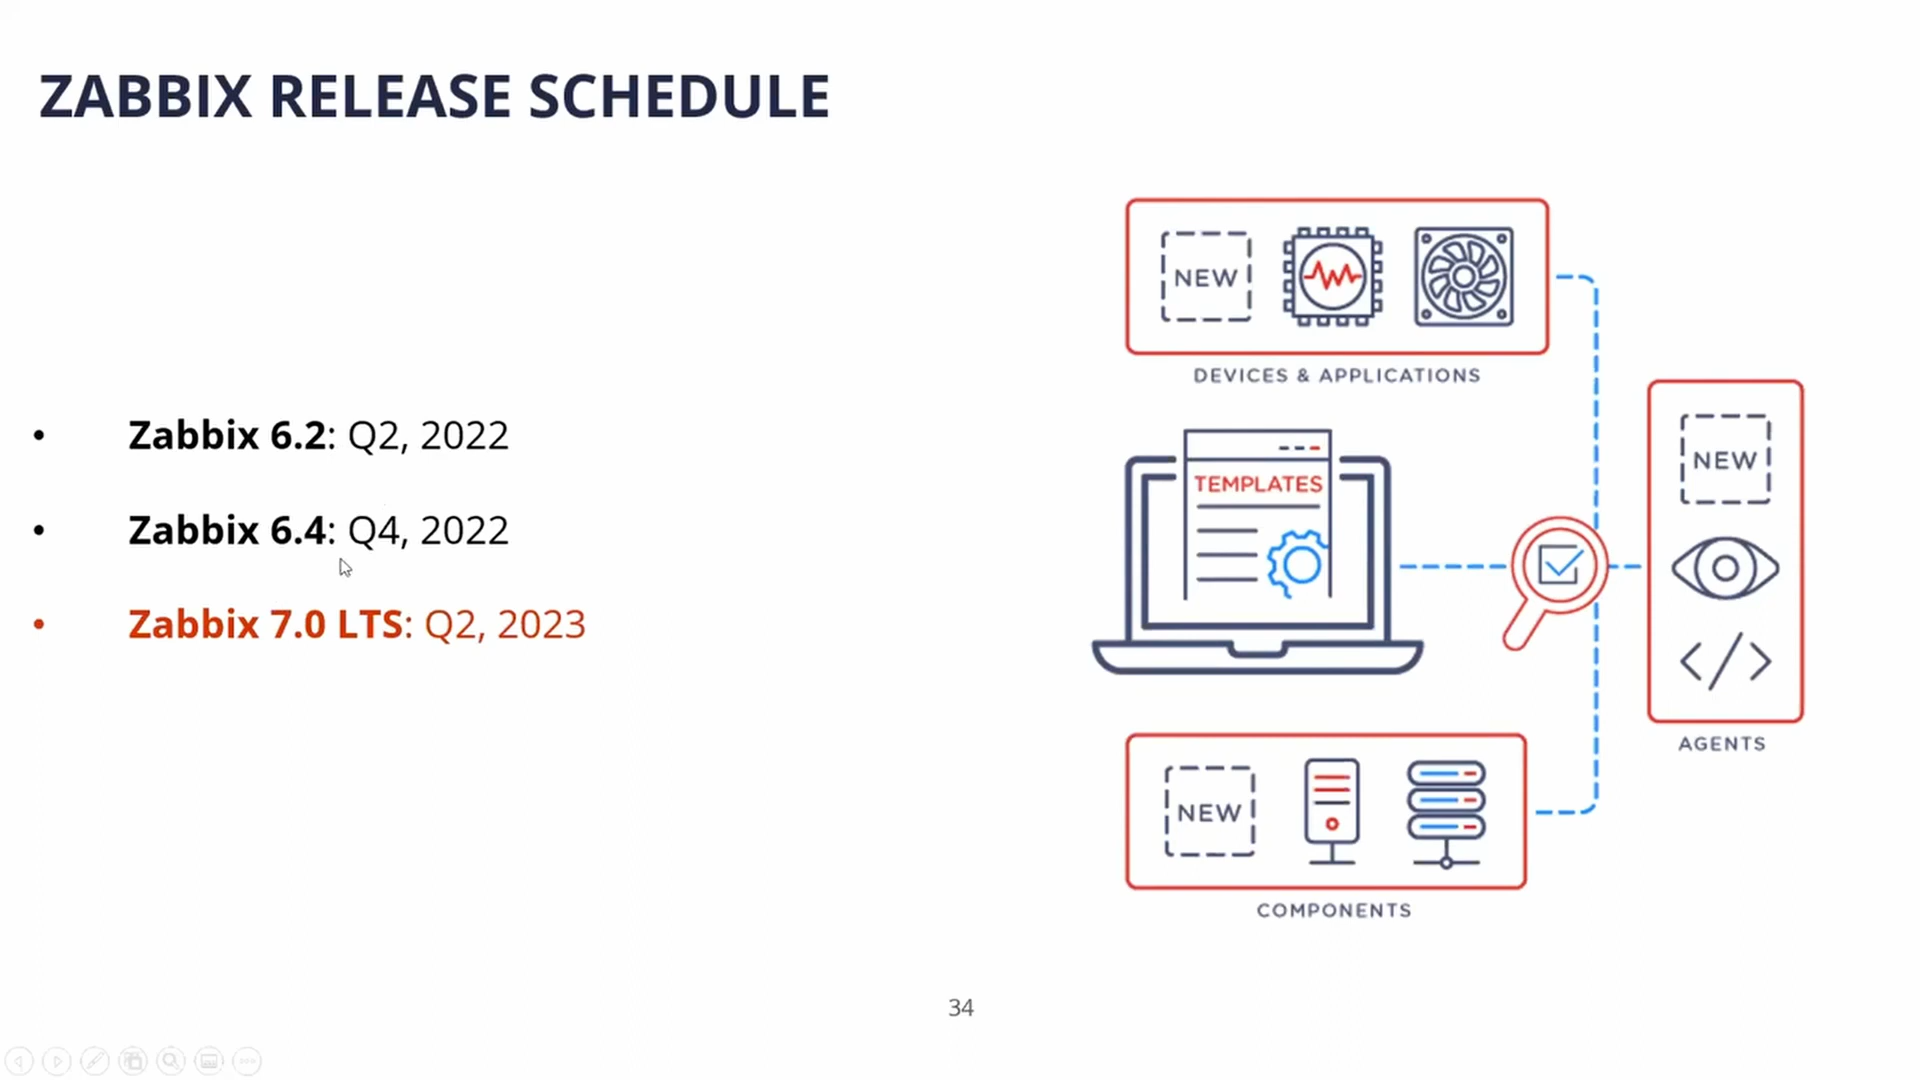 ZABBIX RELEASE SCHEDULE
• Zabbix 6.2: Q2, 2022
• Zabbix 6.4: Q4, 2022
• Zabbix 7.0 LTS: Q2, 2023
NEW
DEVICES & APPLICATIONS
TEMPLATES
NEW
AGENTS
NEW
COMPONENTS
34